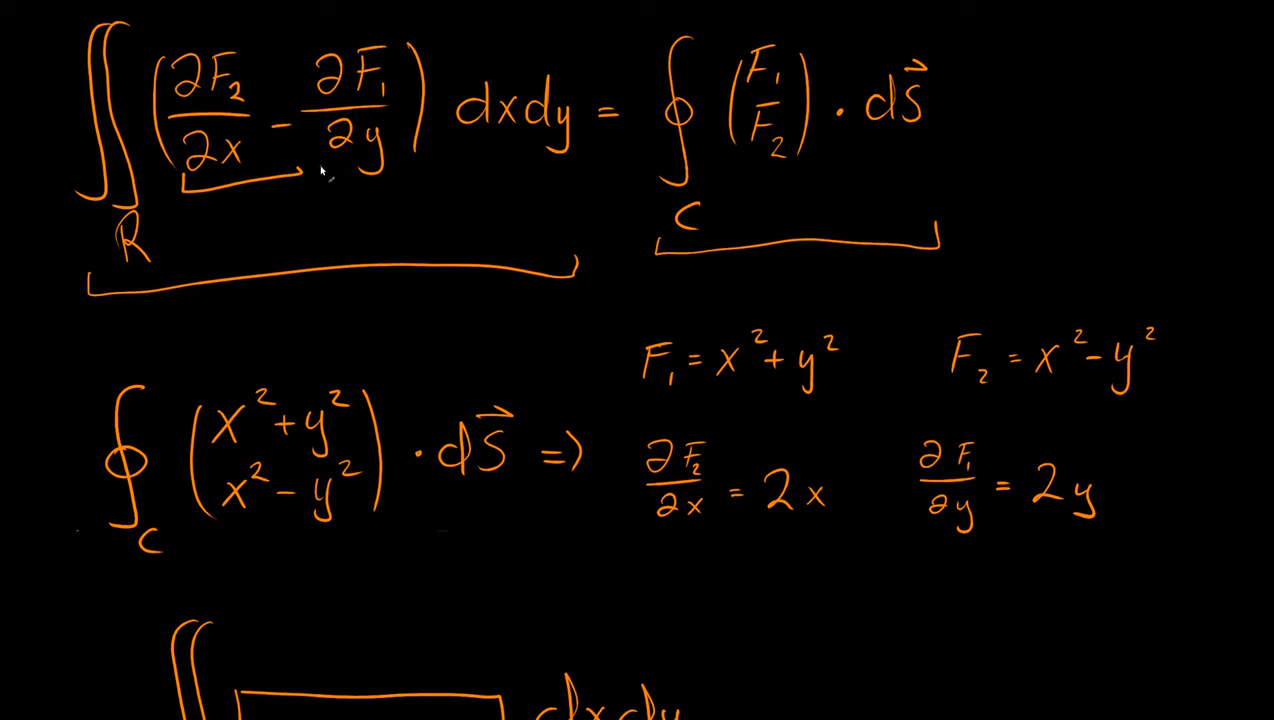 ∬_R (∂F₂/∂x − ∂F₁/∂y) dxdy = ∮_C (F₁ / F₂) · dS⃗
F₁ = x² + y² F₂ = x² − y²
∮_C (x² + y² / x² − y²) · dS⃗ ⇒ ∂F₂/∂x = 2x ∂F₁/∂y = 2y
∬ dxdy